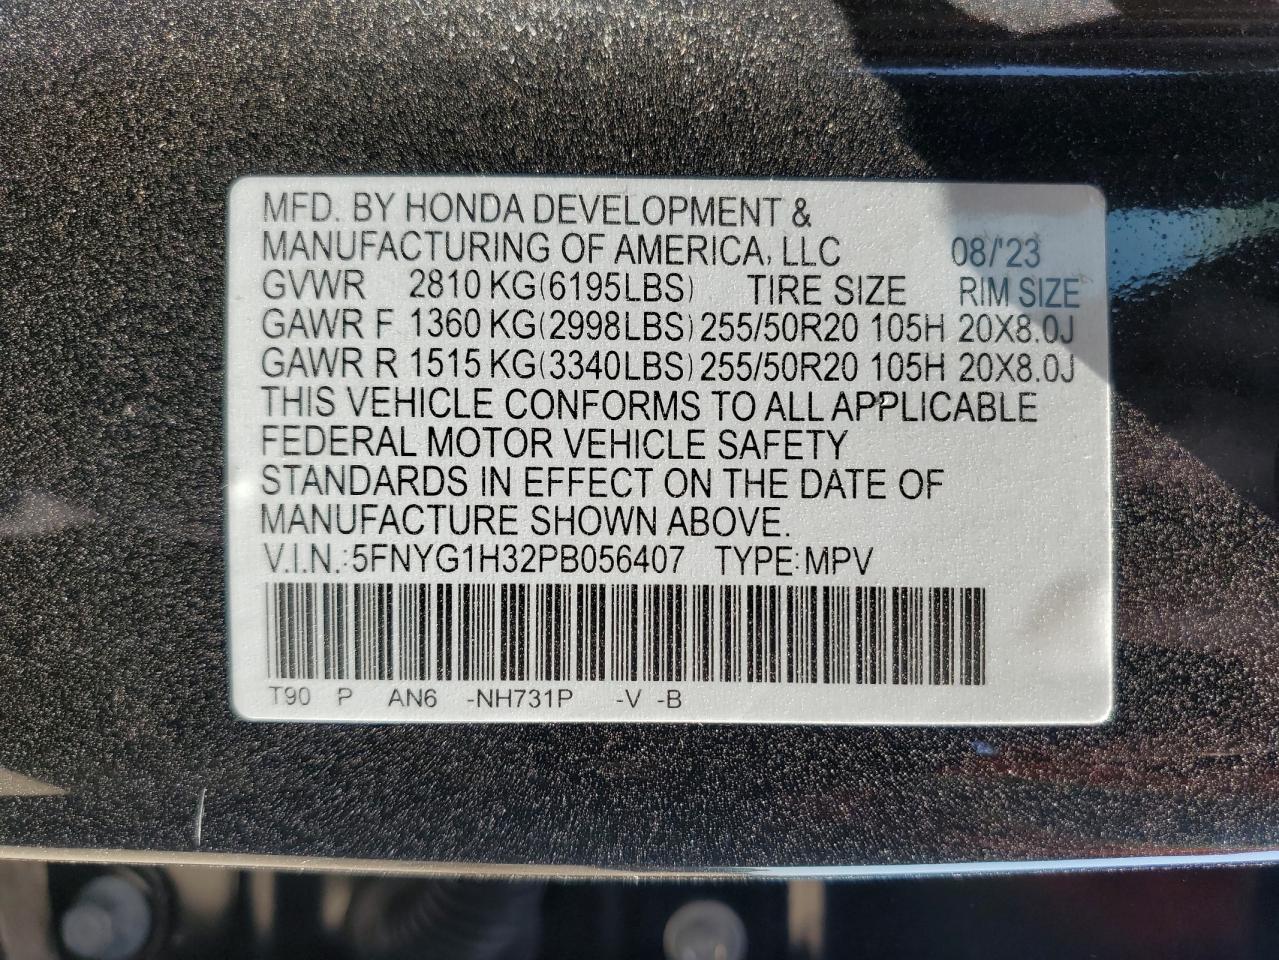 MFD. BY HONDA DEVELOPMENT &
MANUFACTURING OF AMERICA, LLC 08/'23
GVWR 2810 KG(6195LBS) TIRE SIZE RIM SIZE
GAWR F 1360 KG(2998LBS) 255/50R20 105H 20X8.0J
GAWR R 1515 KG(3340LBS) 255/50R20 105H 20X8.0J
THIS VEHICLE CONFORMS TO ALL APPLICABLE
FEDERAL MOTOR VEHICLE SAFETY
STANDARDS IN EFFECT ON THE DATE OF
MANUFACTURE SHOWN ABOVE.
V.I.N.:5FNYG1H32PB056407 TYPE:MPV
T90 P AN6 -NH731P -V -B